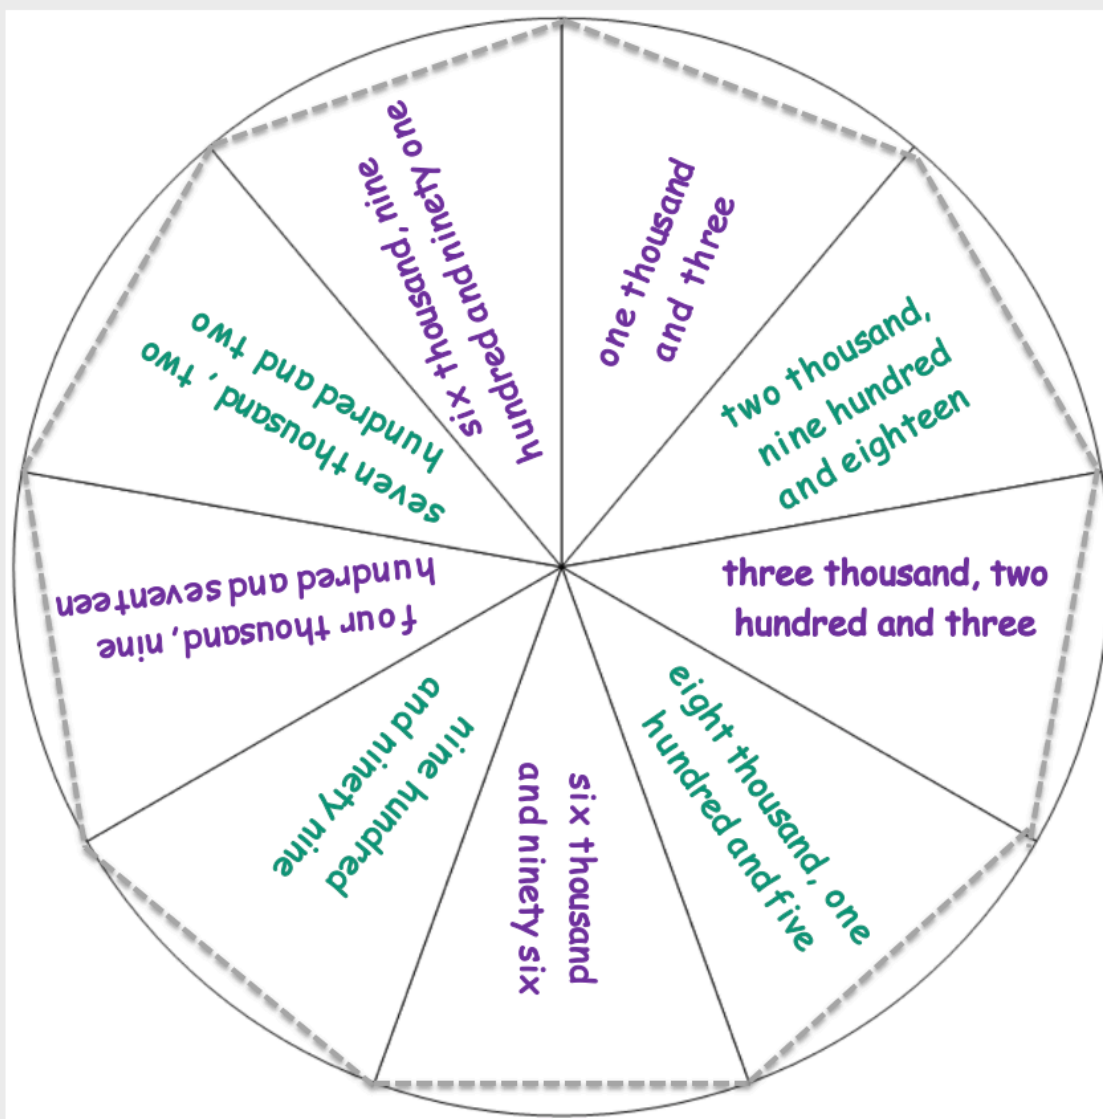 one thousand
and three
two thousand,
nine hundred
and eighteen
three thousand, two
hundred and three
eight thousand, one
hundred and five
six thousand
and ninety six
nine hundred
and ninety nine
four thousand, nine
hundred and seventeen
seven thousand , two
hundred and two
six thousand, nine
hundred and ninety one